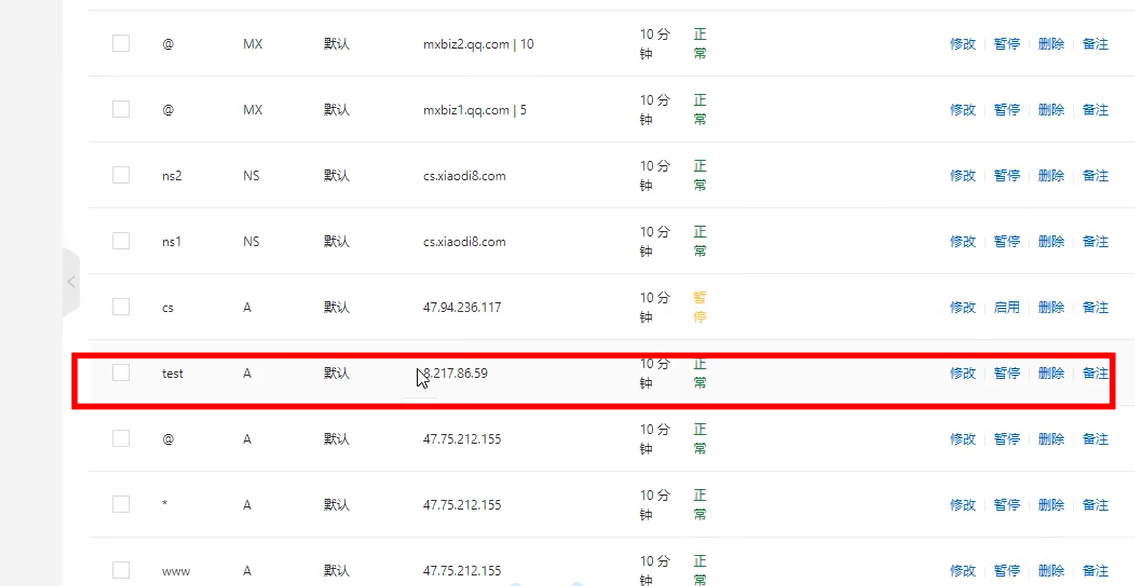 @ MX 默认 mxbiz2.qq.com | 10 10 分钟 正常 修改 暂停 删除 备注
@ MX 默认 mxbiz1.qq.com | 5 10 分钟 正常 修改 暂停 删除 备注
ns2 NS 默认 cs.xiaodi8.com 10 分钟 正常 修改 暂停 删除 备注
ns1 NS 默认 cs.xiaodi8.com 10 分钟 正常 修改 暂停 删除 备注
cs A 默认 47.94.236.117 10 分钟 暂停 修改 启用 删除 备注
test A 默认 8.217.86.59 10 分钟 正常 修改 暂停 删除 备注
@ A 默认 47.75.212.155 10 分钟 正常 修改 暂停 删除 备注
* A 默认 47.75.212.155 10 分钟 正常 修改 暂停 删除 备注
www A 默认 47.75.212.155 10 分钟 正常 修改 暂停 删除 备注